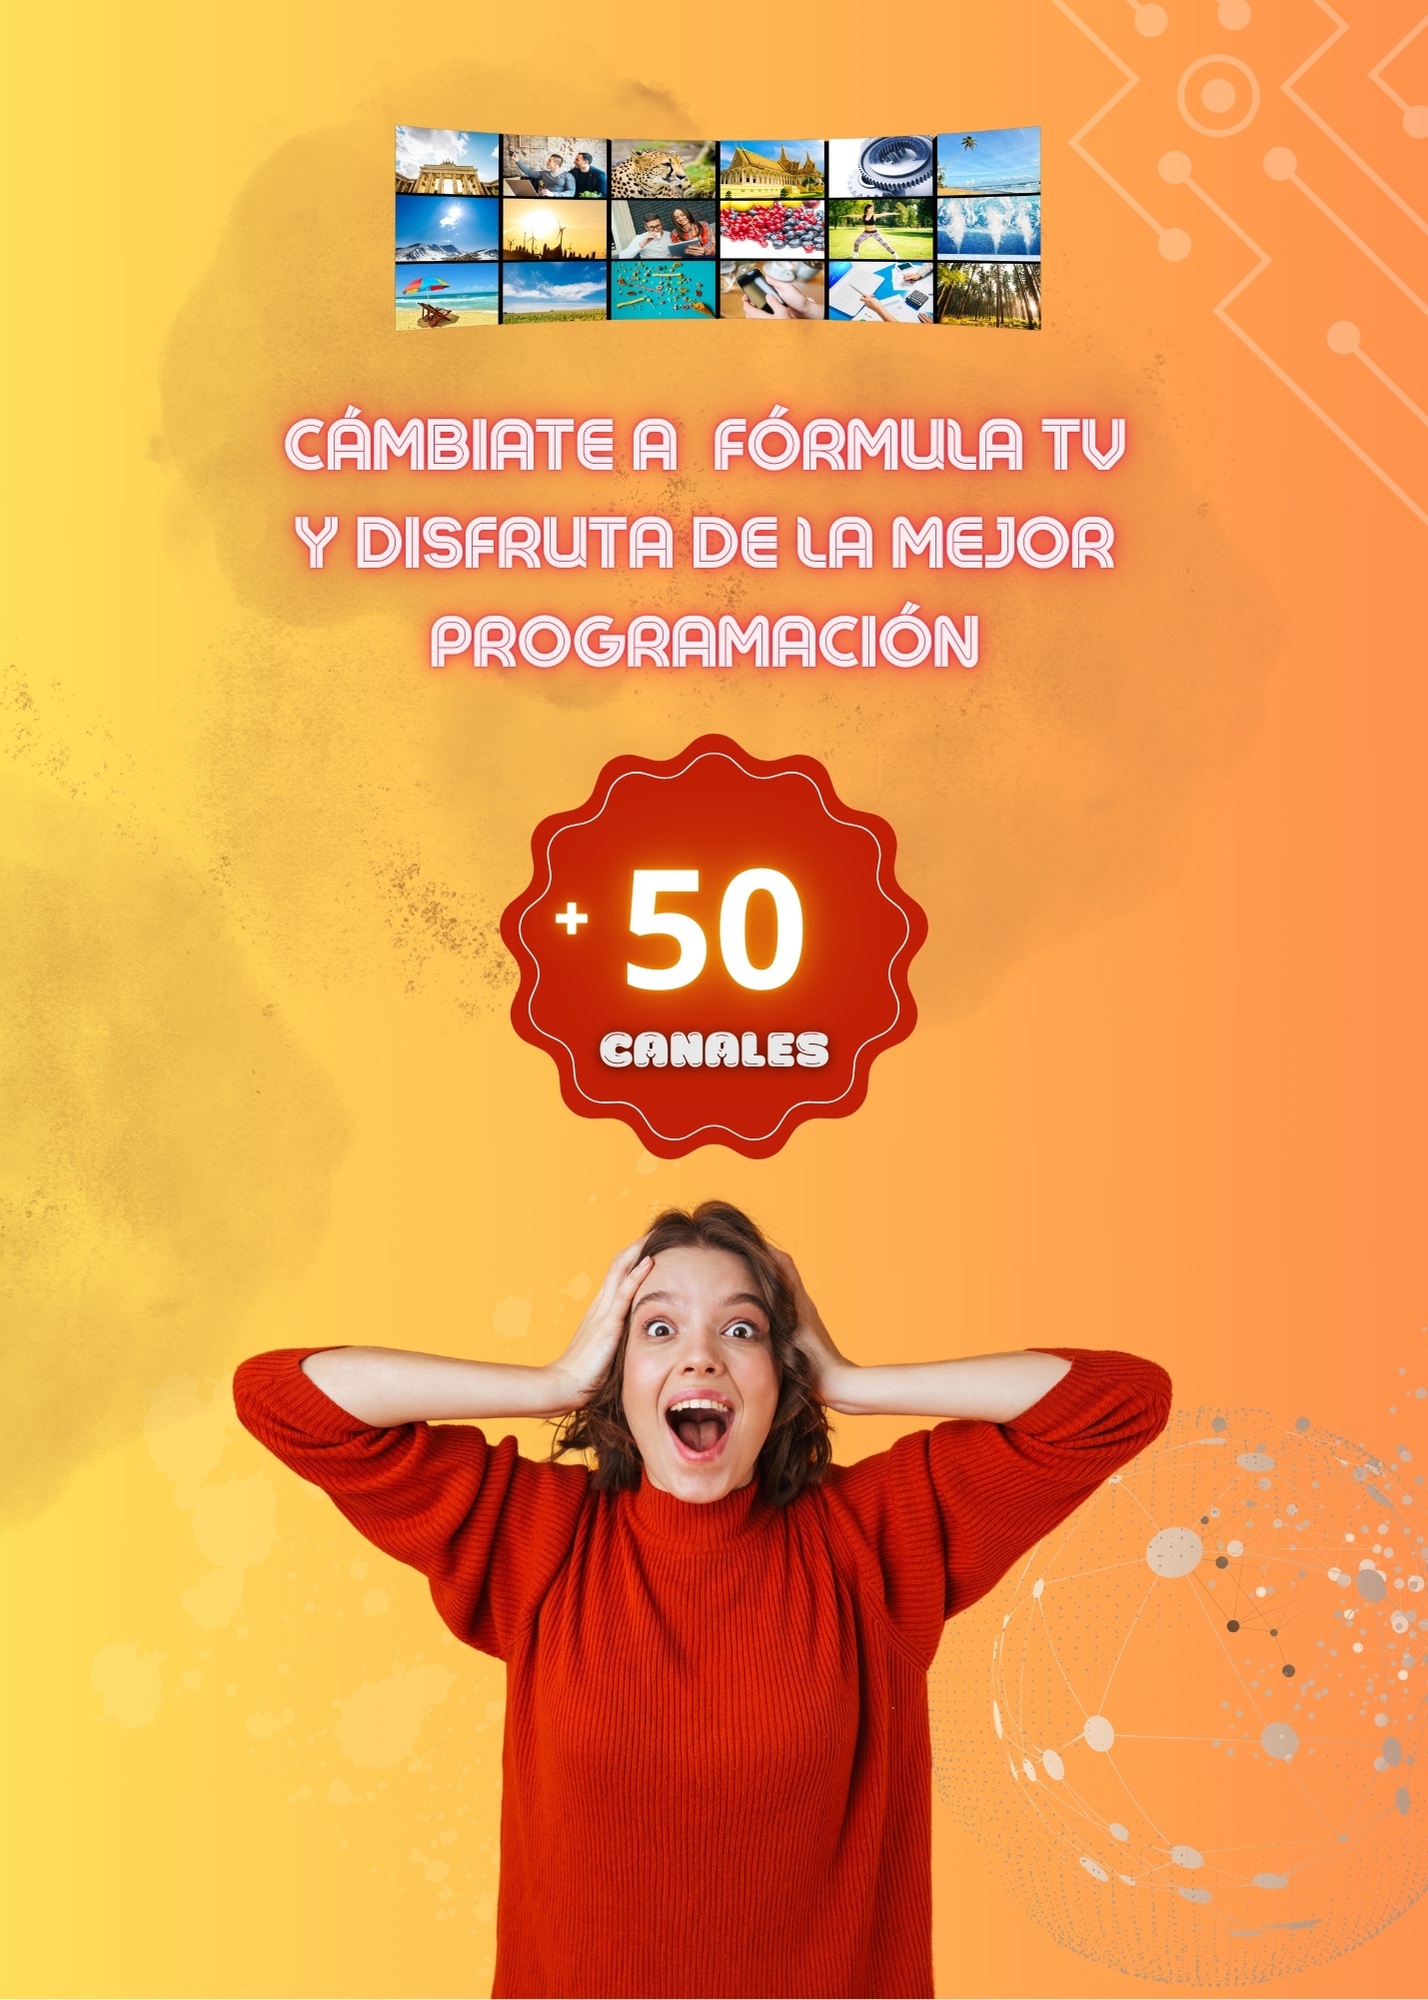 CÁMBIATE A FÓRMULA TV
Y DISFRUTA DE LA MEJOR
PROGRAMACIÓN
+ 50
CANALES